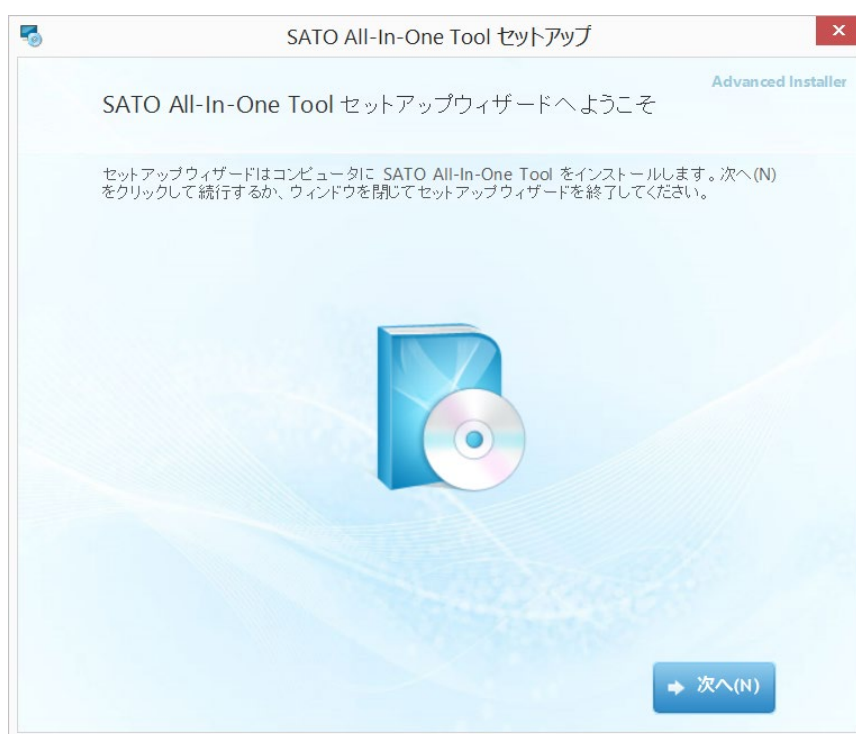 SATO All-In-One Tool セットアップ
Advanced Installer
SATO All-In-One Tool セットアップウィザードへようこそ
セットアップウィザードはコンピュータに SATO All-In-One Tool をインストールします。次へ(N)
をクリックして続行するか、ウィンドウを閉じてセットアップウィザードを終了してください。
次へ(N)